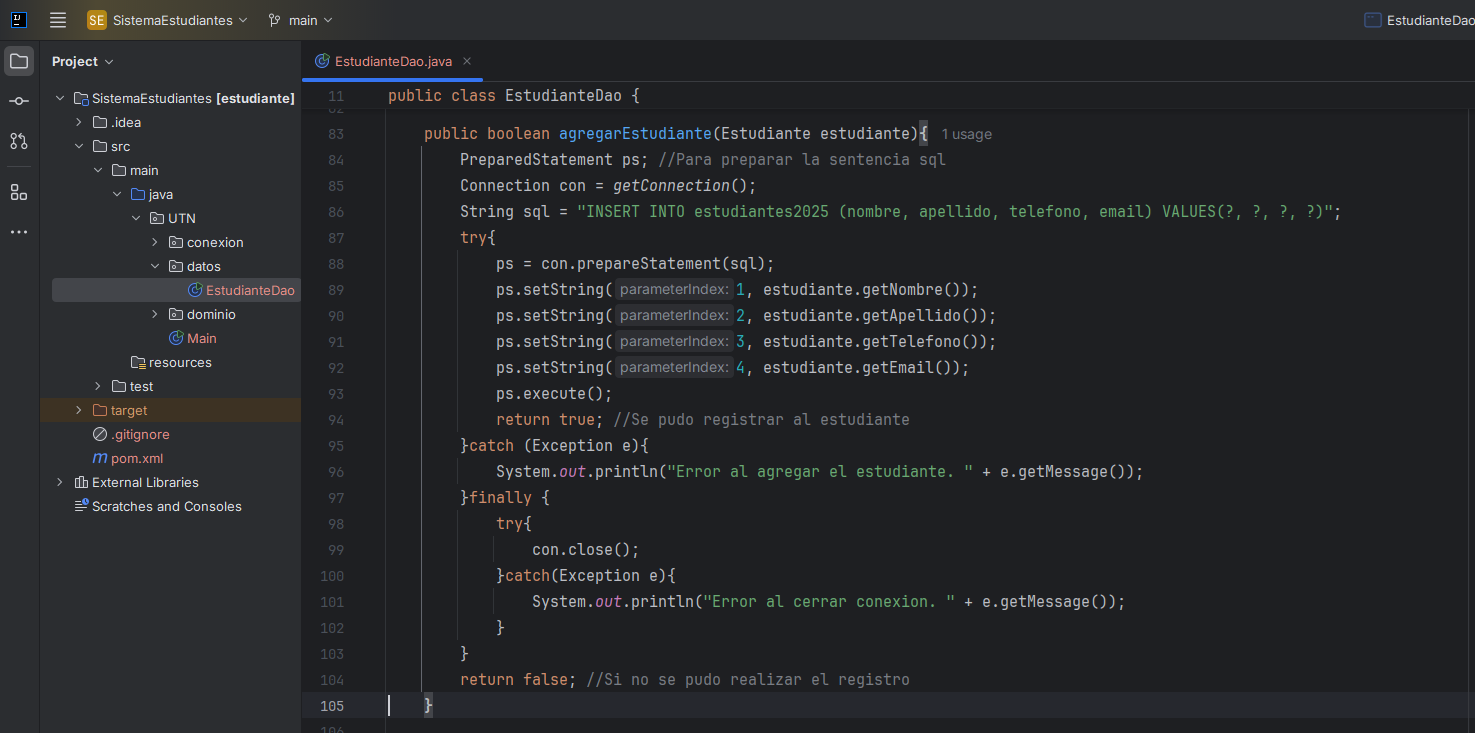 SE SistemaEstudiantes main EstudianteDao
Project
SistemaEstudiantes [estudiante]
.idea
src
main
java
UTN
conexion
datos
EstudianteDao
dominio
Main
resources
test
target
.gitignore
m pom.xml
External Libraries
Scratches and Consoles
EstudianteDao.java
11 public class EstudianteDao {
83 public boolean agregarEstudiante(Estudiante estudiante){ 1 usage
84 PreparedStatement ps; //Para preparar la sentencia sql
85 Connection con = getConnection();
86 String sql = "INSERT INTO estudiantes2025 (nombre, apellido, telefono, email) VALUES(?, ?, ?, ?)";
87 try{
88 ps = con.prepareStatement(sql);
89 ps.setString( parameterIndex: 1, estudiante.getNombre());
90 ps.setString( parameterIndex: 2, estudiante.getApellido());
91 ps.setString( parameterIndex: 3, estudiante.getTelefono());
92 ps.setString( parameterIndex: 4, estudiante.getEmail());
93 ps.execute();
94 return true; //Se pudo registrar al estudiante
95 }catch (Exception e){
96 System.out.println("Error al agregar el estudiante. " + e.getMessage());
97 }finally {
98 try{
99 con.close();
100 }catch(Exception e){
101 System.out.println("Error al cerrar conexion. " + e.getMessage());
102 }
103 }
104 return false; //Si no se pudo realizar el registro
105 }